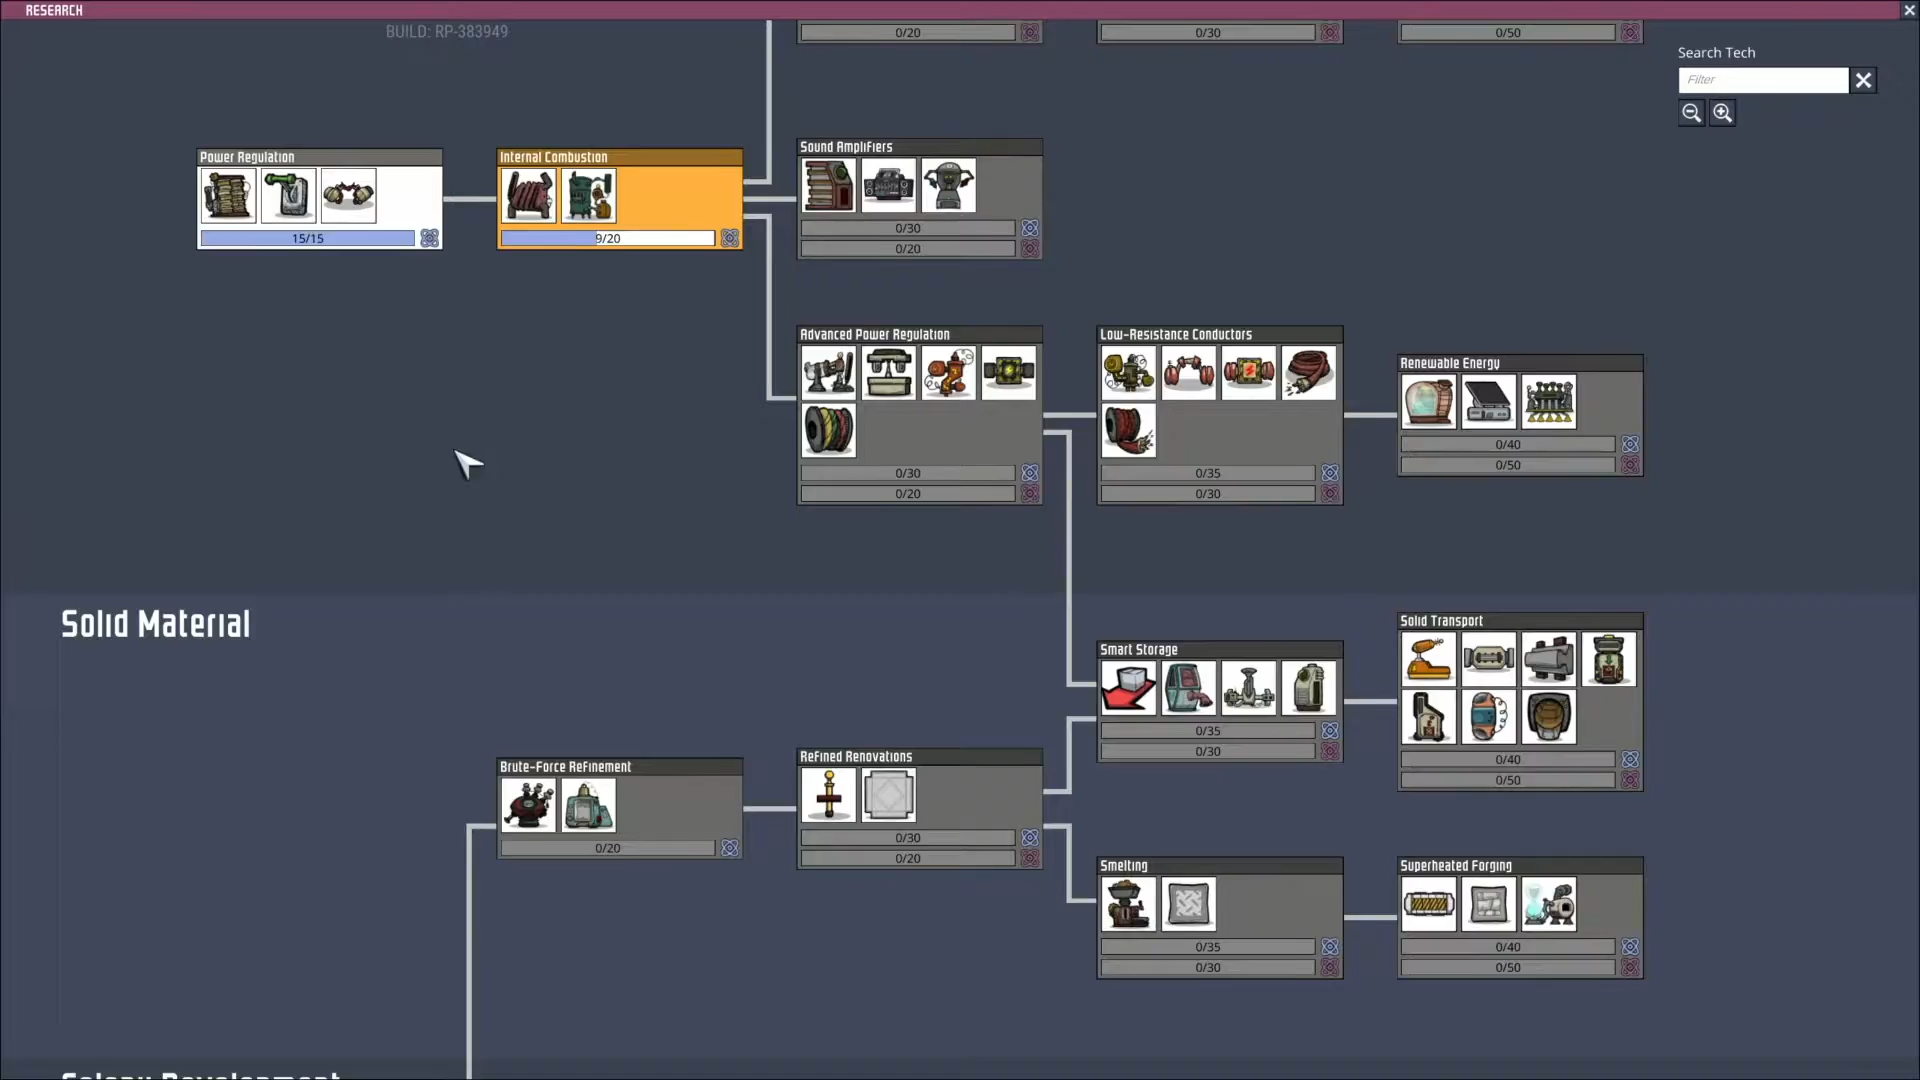 RESEARCH
BUILD: RP-383949
0/20
0/30
0/50
Search Tech
Filter
Power Regulation
15/15
Internal Combustion
9/20
Sound Amplifiers
0/30
0/20
Advanced Power Regulation
0/30
0/20
Low-Resistance Conductors
0/35
0/30
Renewable Energy
0/40
0/50
Solid Material
Smart Storage
0/35
0/30
Solid Transport
0/40
0/50
Brute-Force Refinement
0/20
Refined Renovations
0/30
0/20
Smelting
0/35
0/30
Superheated Forging
0/40
0/50
Colony Development